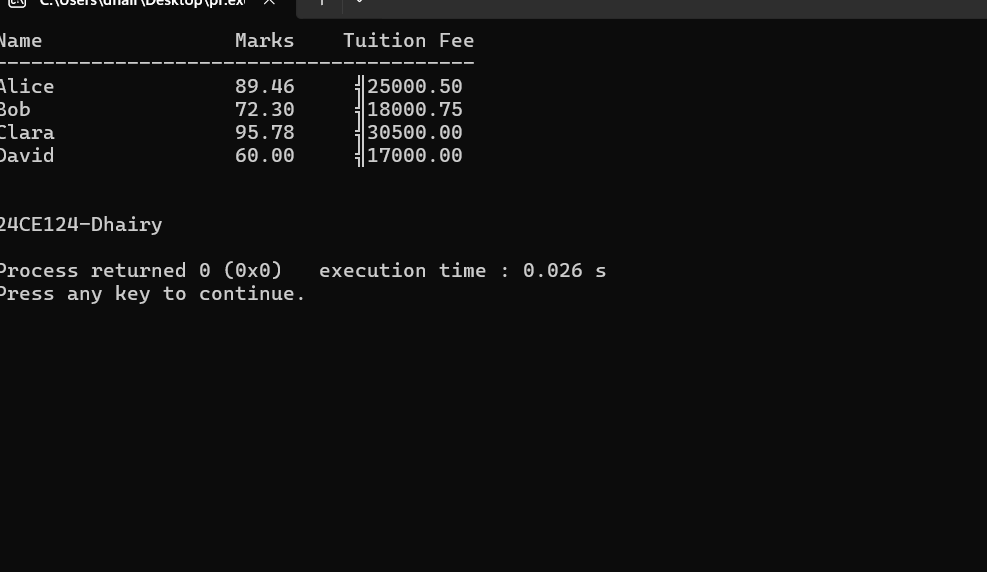 C:\Users\dhair\Desktop\pr.ex
Name Marks Tuition Fee
----------------------------------------
Alice 89.46 ╣25000.50
Bob 72.30 ╣18000.75
Clara 95.78 ╣30500.00
David 60.00 ╣17000.00
24CE124-Dhairy
Process returned 0 (0x0) execution time : 0.026 s
Press any key to continue.